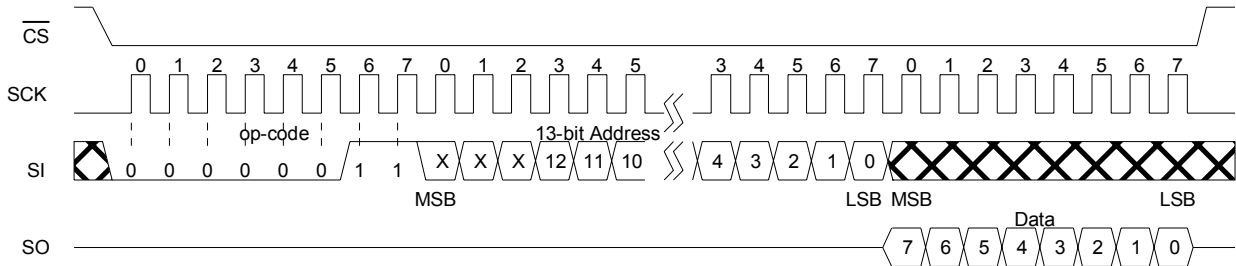 CS
0 1 2 3 4 5 6 7 0 1 2 3 4 5 3 4 5 6 7 0 1 2 3 4 5 6 7
SCK
op-code 13-bit Address
SI 0 0 0 0 0 0 1 1 X X X 12 11 10 4 3 2 1 0
MSB LSB MSB LSB
Data
SO 7 6 5 4 3 2 1 0